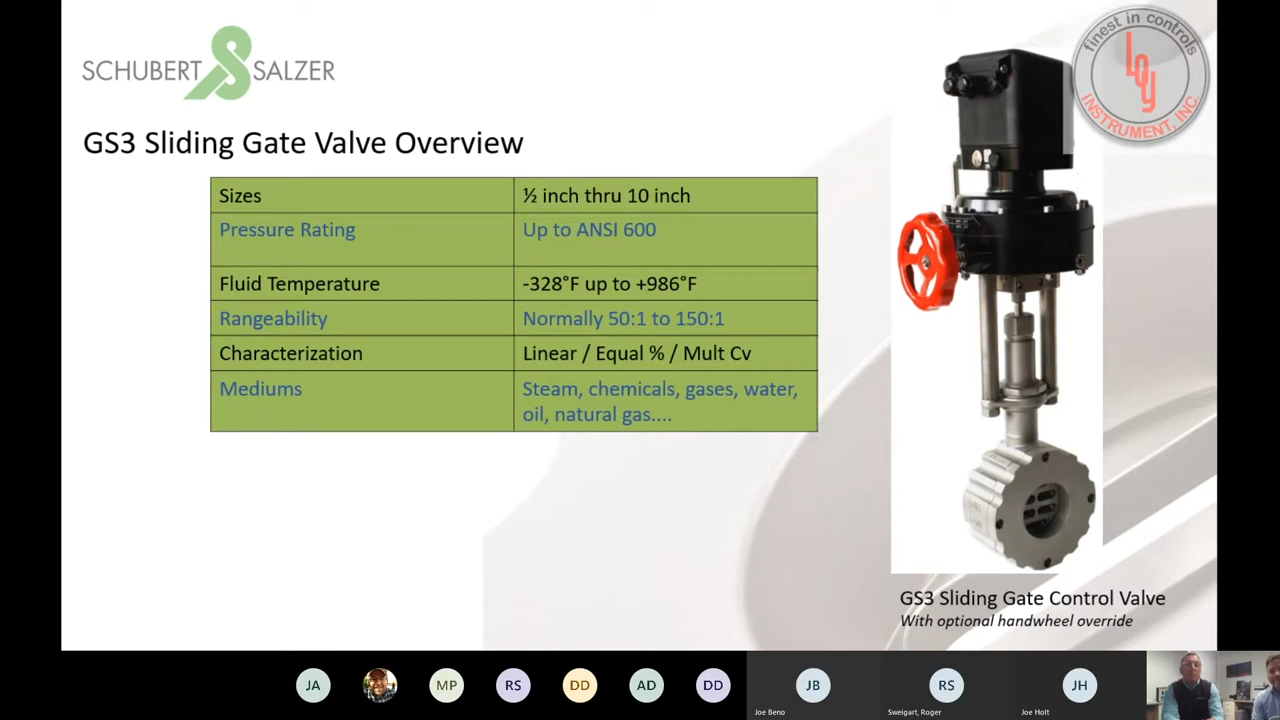 SCHUBERT SALZER
finest in controls
Loy
INSTRUMENT, INC.
GS3 Sliding Gate Valve Overview
Sizes ½ inch thru 10 inch
Pressure Rating Up to ANSI 600
Fluid Temperature -328°F up to +986°F
Rangeability Normally 50:1 to 150:1
Characterization Linear / Equal % / Mult Cv
Mediums Steam, chemicals, gases, water,
oil, natural gas....
GS3 Sliding Gate Control Valve
With optional handwheel override
JA MP RS DD AD DD JB RS JH
Joe Beno Sweigart, Roger Joe Holt